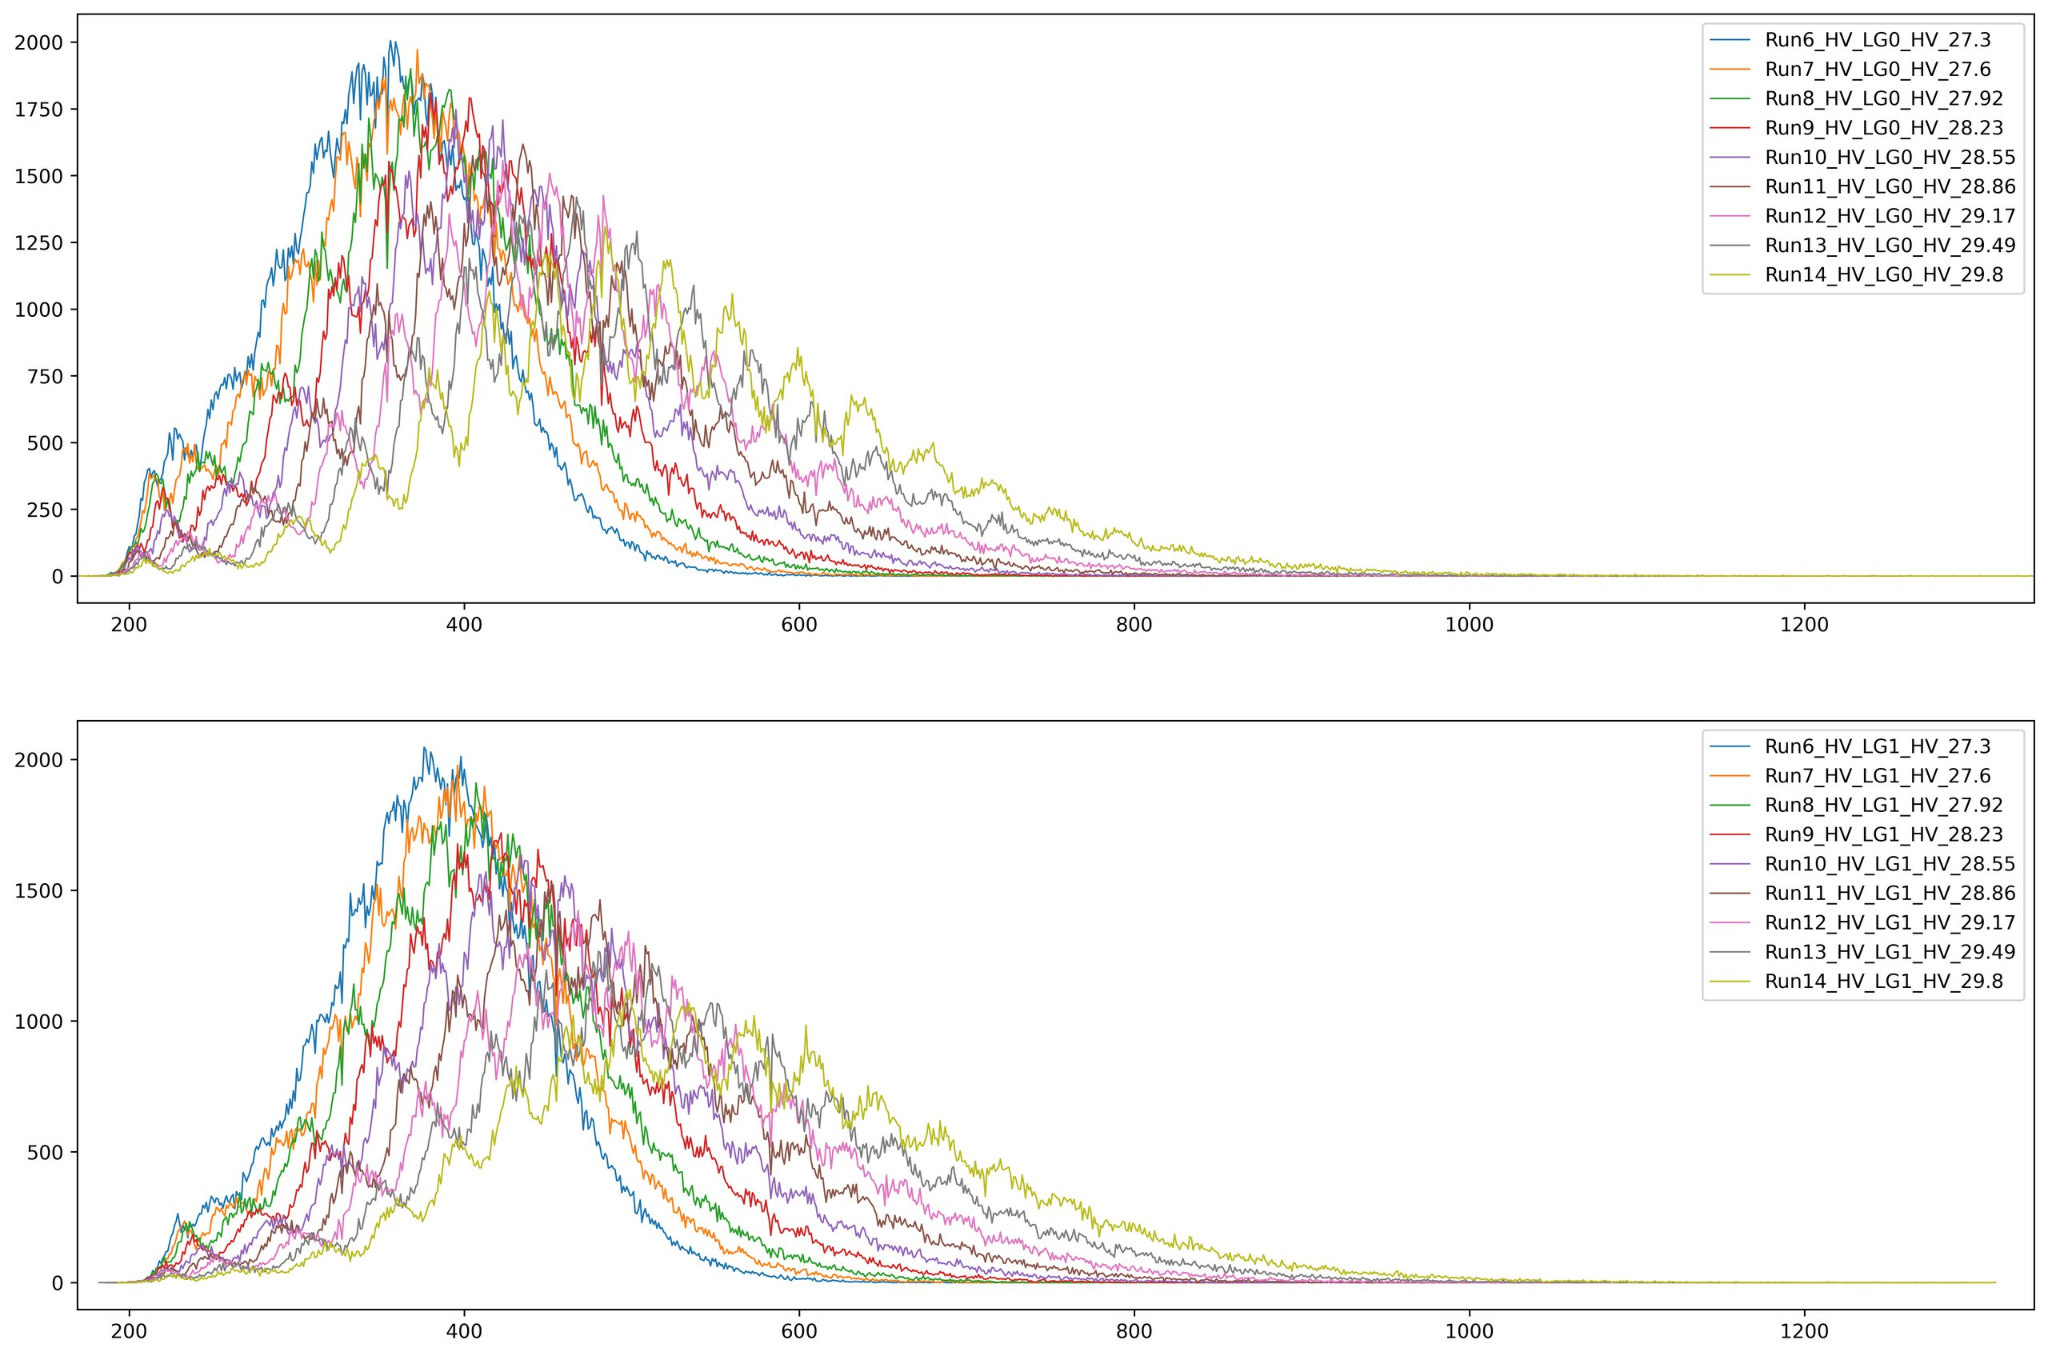 2000
1750
1500
1250
1000
750
500
250
0
200 400 600 800 1000 1200
Run6_HV_LG0_HV_27.3
Run7_HV_LG0_HV_27.6
Run8_HV_LG0_HV_27.92
Run9_HV_LG0_HV_28.23
Run10_HV_LG0_HV_28.55
Run11_HV_LG0_HV_28.86
Run12_HV_LG0_HV_29.17
Run13_HV_LG0_HV_29.49
Run14_HV_LG0_HV_29.8
2000
1500
1000
500
0
200 400 600 800 1000 1200
Run6_HV_LG1_HV_27.3
Run7_HV_LG1_HV_27.6
Run8_HV_LG1_HV_27.92
Run9_HV_LG1_HV_28.23
Run10_HV_LG1_HV_28.55
Run11_HV_LG1_HV_28.86
Run12_HV_LG1_HV_29.17
Run13_HV_LG1_HV_29.49
Run14_HV_LG1_HV_29.8